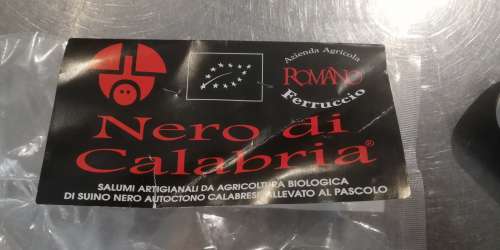 Azienda Agricola
ROMANO
Ferruccio
Nero di
Calabria®
SALUMI ARTIGIANALI DA AGRICOLTURA BIOLOGICA
DI SUINO NERO AUTOCTONO CALABRESE ALLEVATO AL PASCOLO